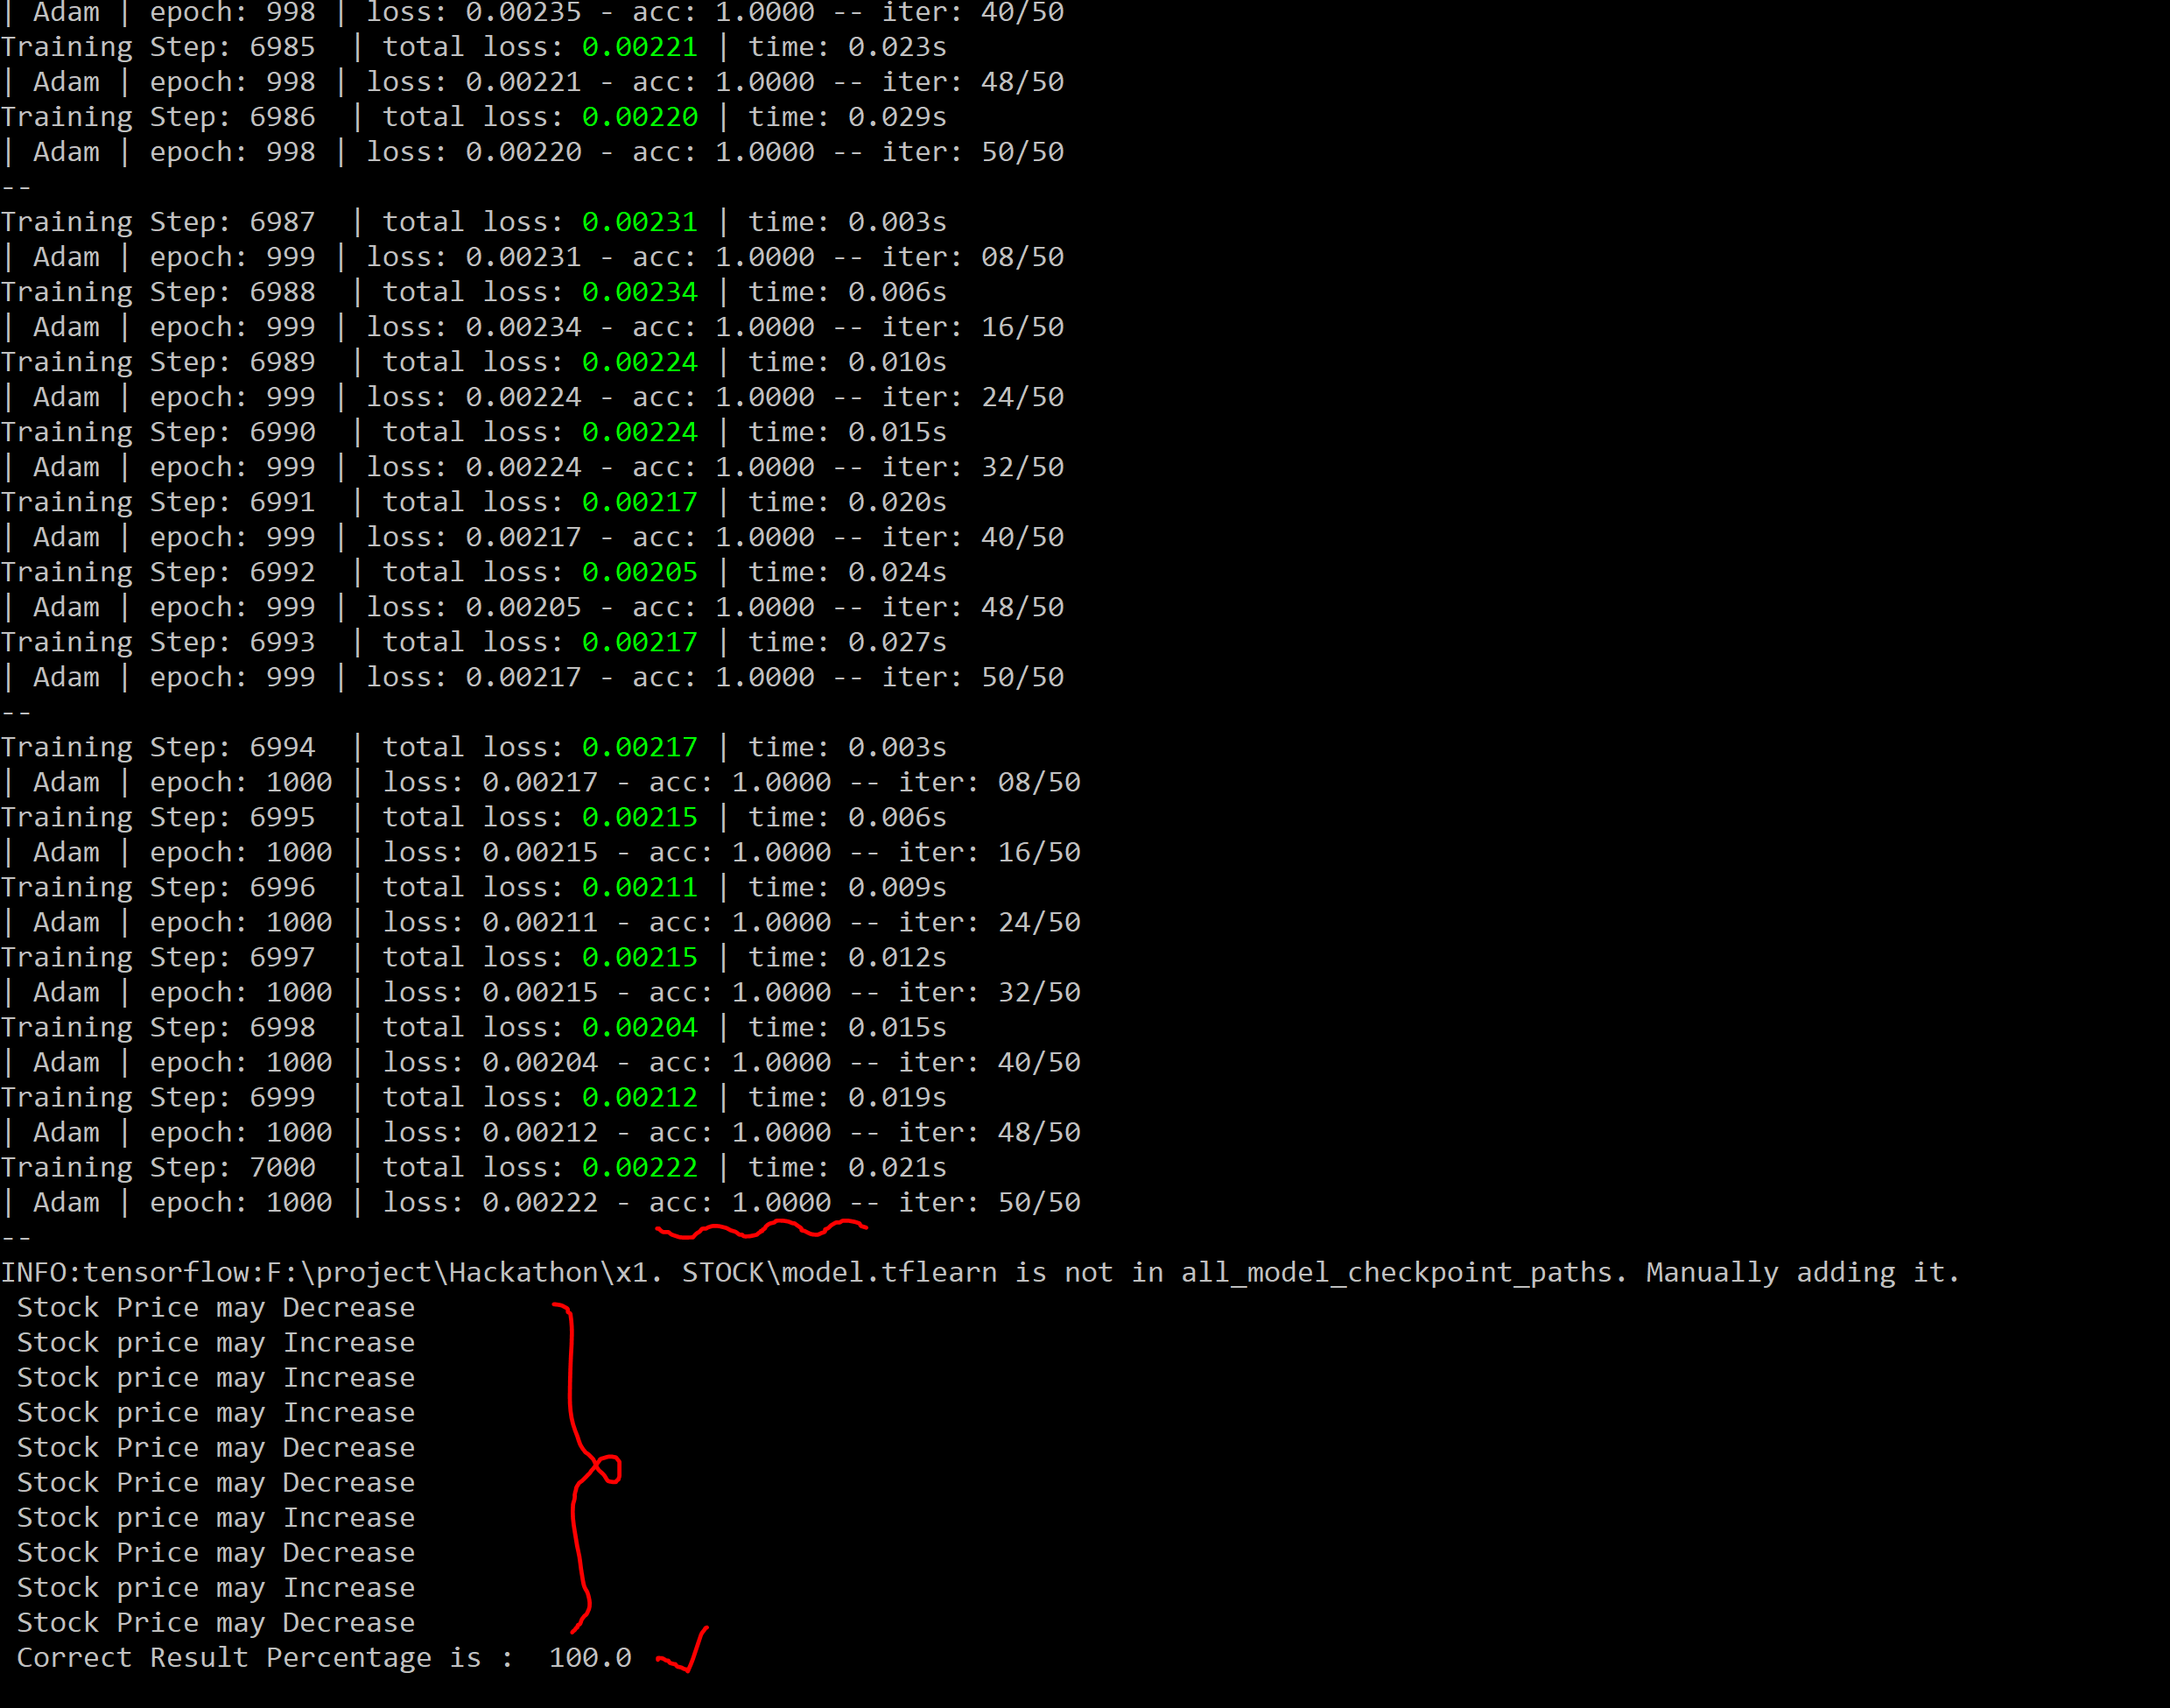 | Adam | epoch: 998 | loss: 0.00235 - acc: 1.0000 -- iter: 40/50
Training Step: 6985  | total loss: 0.00221 | time: 0.023s
| Adam | epoch: 998 | loss: 0.00221 - acc: 1.0000 -- iter: 48/50
Training Step: 6986  | total loss: 0.00220 | time: 0.029s
| Adam | epoch: 998 | loss: 0.00220 - acc: 1.0000 -- iter: 50/50
--
Training Step: 6987  | total loss: 0.00231 | time: 0.003s
| Adam | epoch: 999 | loss: 0.00231 - acc: 1.0000 -- iter: 08/50
Training Step: 6988  | total loss: 0.00234 | time: 0.006s
| Adam | epoch: 999 | loss: 0.00234 - acc: 1.0000 -- iter: 16/50
Training Step: 6989  | total loss: 0.00224 | time: 0.010s
| Adam | epoch: 999 | loss: 0.00224 - acc: 1.0000 -- iter: 24/50
Training Step: 6990  | total loss: 0.00224 | time: 0.015s
| Adam | epoch: 999 | loss: 0.00224 - acc: 1.0000 -- iter: 32/50
Training Step: 6991  | total loss: 0.00217 | time: 0.020s
| Adam | epoch: 999 | loss: 0.00217 - acc: 1.0000 -- iter: 40/50
Training Step: 6992  | total loss: 0.00205 | time: 0.024s
| Adam | epoch: 999 | loss: 0.00205 - acc: 1.0000 -- iter: 48/50
Training Step: 6993  | total loss: 0.00217 | time: 0.027s
| Adam | epoch: 999 | loss: 0.00217 - acc: 1.0000 -- iter: 50/50
--
Training Step: 6994  | total loss: 0.00217 | time: 0.003s
| Adam | epoch: 1000 | loss: 0.00217 - acc: 1.0000 -- iter: 08/50
Training Step: 6995  | total loss: 0.00215 | time: 0.006s
| Adam | epoch: 1000 | loss: 0.00215 - acc: 1.0000 -- iter: 16/50
Training Step: 6996  | total loss: 0.00211 | time: 0.009s
| Adam | epoch: 1000 | loss: 0.00211 - acc: 1.0000 -- iter: 24/50
Training Step: 6997  | total loss: 0.00215 | time: 0.012s
| Adam | epoch: 1000 | loss: 0.00215 - acc: 1.0000 -- iter: 32/50
Training Step: 6998  | total loss: 0.00204 | time: 0.015s
| Adam | epoch: 1000 | loss: 0.00204 - acc: 1.0000 -- iter: 40/50
Training Step: 6999  | total loss: 0.00212 | time: 0.019s
| Adam | epoch: 1000 | loss: 0.00212 - acc: 1.0000 -- iter: 48/50
Training Step: 7000  | total loss: 0.00222 | time: 0.021s
| Adam | epoch: 1000 | loss: 0.00222 - acc: 1.0000 -- iter: 50/50
--
INFO:tensorflow:F:\project\Hackathon\x1. STOCK\model.tflearn is not in all_model_checkpoint_paths. Manually adding it.
Stock Price may Decrease
Stock price may Increase
Stock price may Increase
Stock price may Increase
Stock Price may Decrease
Stock Price may Decrease
Stock price may Increase
Stock Price may Decrease
Stock price may Increase
Stock Price may Decrease
Correct Result Percentage is :  100.0